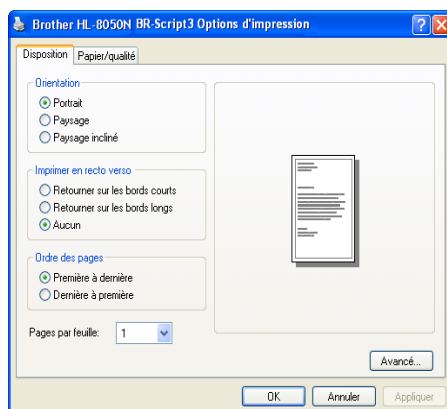 Brother HL-8050N BR-Script3 Options d'impression
Disposition
Papier/qualité
Orientation
Portrait
Paysage
Paysage incliné
Imprimer en recto verso
Retourner sur les bords courts
Retourner sur les bords longs
Aucun
Ordre des pages
Première à dernière
Dernière à première
Pages par feuille: 1
Avancé...
OK
Annuler
Appliquer